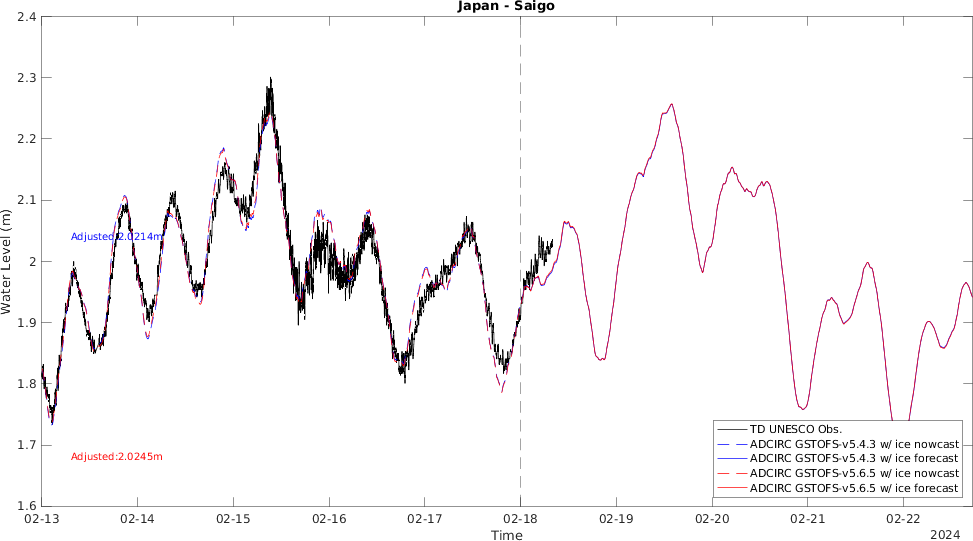 Japan - Saigo
2.4
2.3
2.2
2.1
2
1.9
1.8
1.7
1.6
Water Level (m)
Adjusted:2.0214m
Adjusted:2.0245m
TD UNESCO Obs.
ADCIRC GSTOFS-v5.4.3 w/ ice nowcast
ADCIRC GSTOFS-v5.4.3 w/ ice forecast
ADCIRC GSTOFS-v5.6.5 w/ ice nowcast
ADCIRC GSTOFS-v5.6.5 w/ ice forecast
02-13 02-14 02-15 02-16 02-17 02-18 02-19 02-20 02-21 02-22
Time
2024